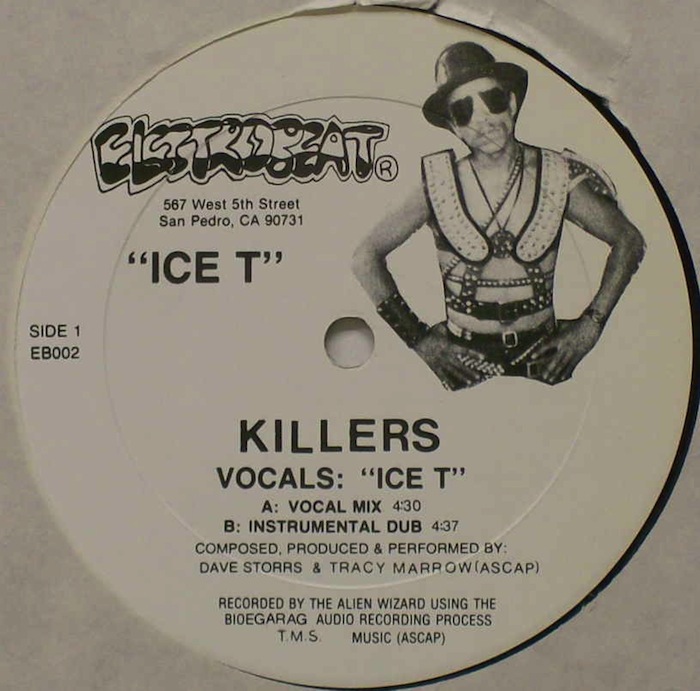 ELECTROBEAT ®
567 West 5th Street
San Pedro, CA 90731
"ICE T"
SIDE 1
EB002
KILLERS
VOCALS: "ICE T"
A: VOCAL MIX 4:30
B: INSTRUMENTAL DUB 4:37
COMPOSED, PRODUCED & PERFORMED BY:
DAVE STORRS & TRACY MARROW(ASCAP)
RECORDED BY THE ALIEN WIZARD USING THE
BIOEGARAG AUDIO RECORDING PROCESS
T.M.S. MUSIC (ASCAP)